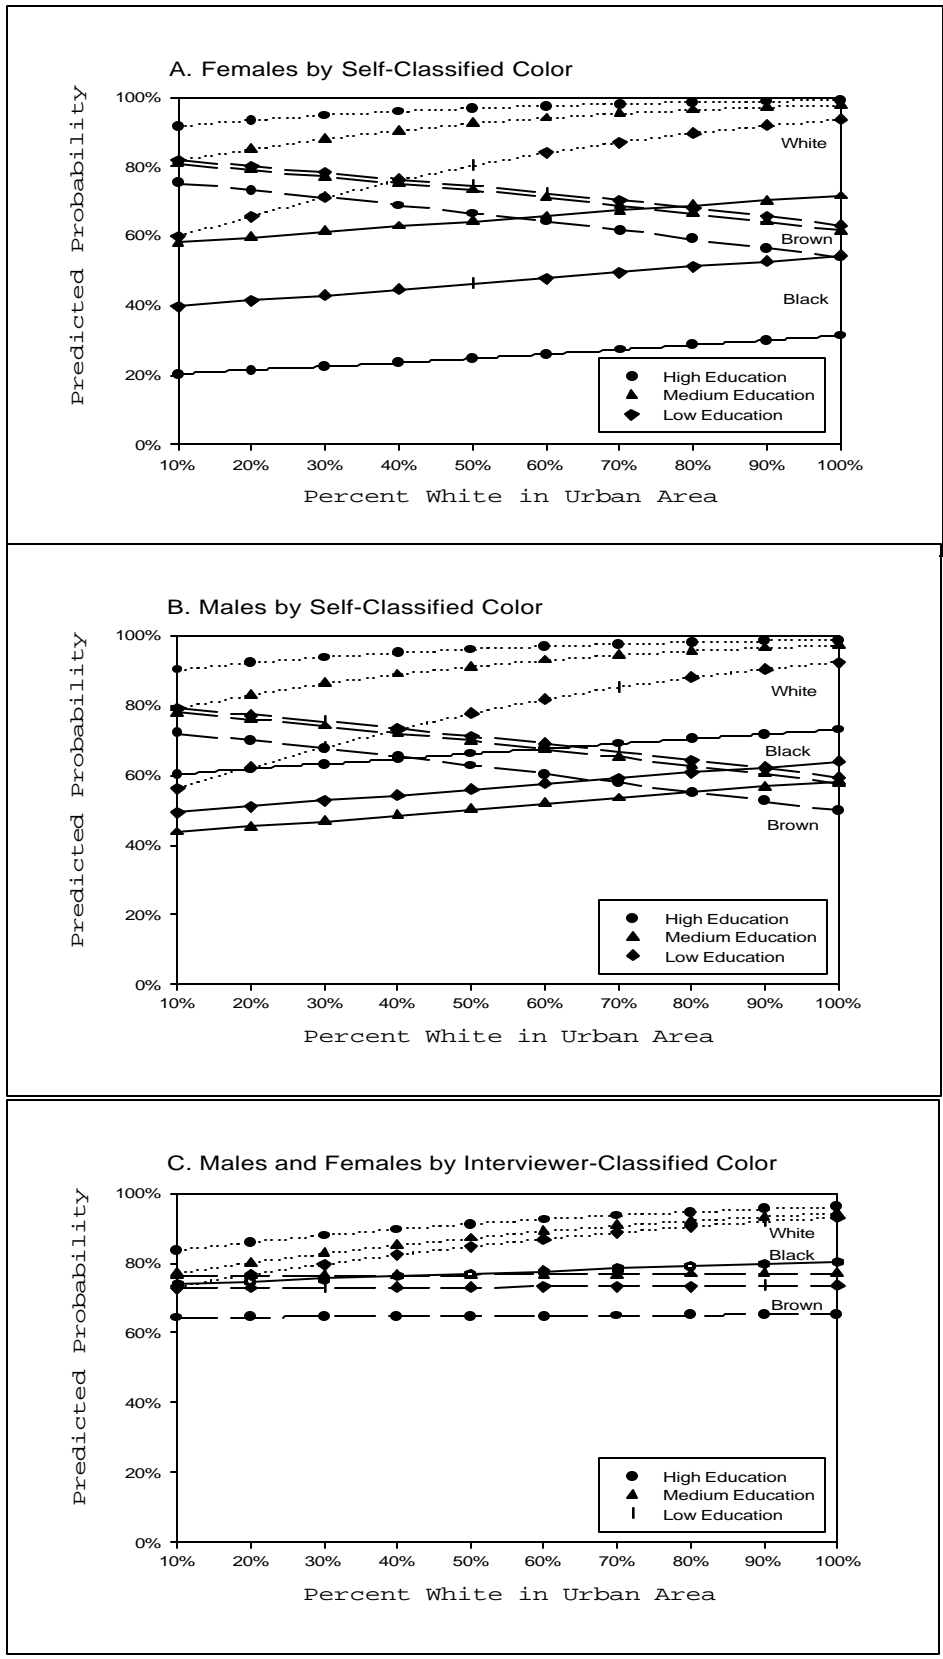 A. Females by Self-Classified Color
Predicted Probability
100%
80%
60%
40%
20%
0%
White
Brown
Black
High Education
Medium Education
Low Education
10% 20% 30% 40% 50% 60% 70% 80% 90% 100%
Percent White in Urban Area
B. Males by Self-Classified Color
Predicted Probability
100%
80%
60%
40%
20%
0%
White
Black
Brown
High Education
Medium Education
Low Education
10% 20% 30% 40% 50% 60% 70% 80% 90% 100%
Percent White in Urban Area
C. Males and Females by Interviewer-Classified Color
Predicted Probability
100%
80%
60%
40%
20%
0%
White
Black
Brown
High Education
Medium Education
Low Education
10% 20% 30% 40% 50% 60% 70% 80% 90% 100%
Percent White in Urban Area